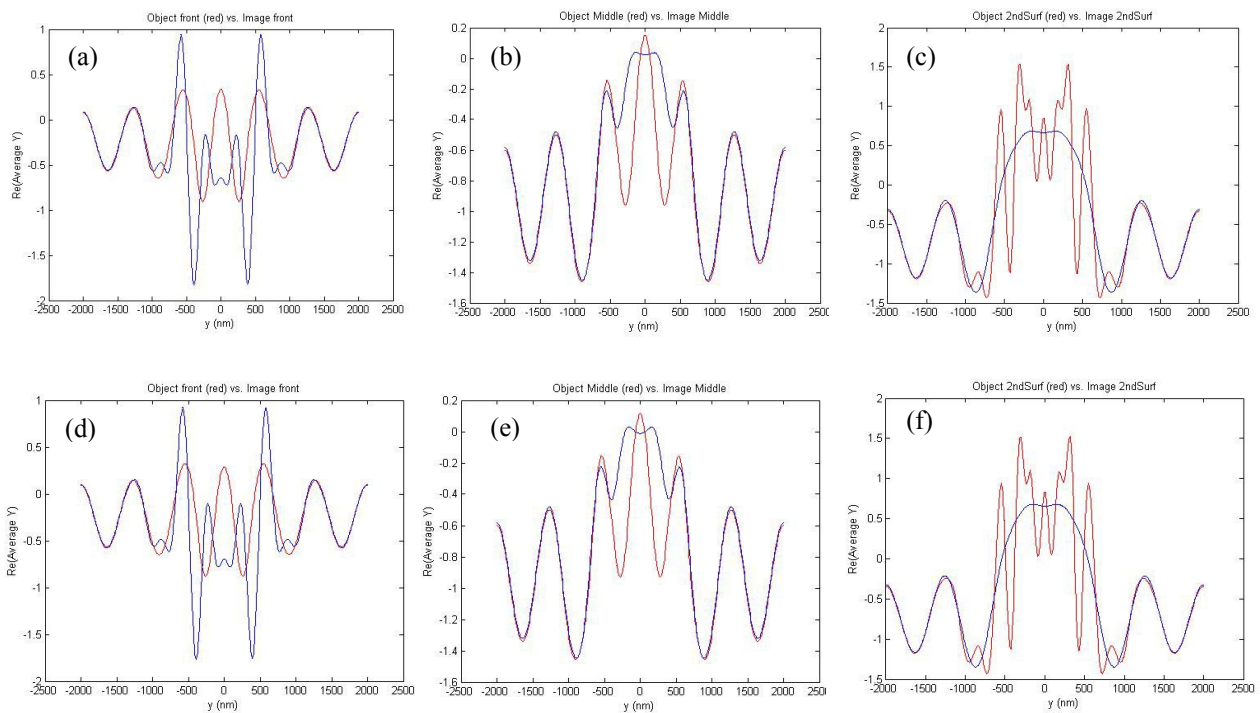 Object front (red) vs. Image front
(a)
1
0.5
0
-0.5
-1
-1.5
-2
Re(Average Y)
-2500 -2000 -1500 -1000 -500 0 500 1000 1500 2000 2500
y (nm)
Object Middle (red) vs. Image Middle
(b)
0.2
0
-0.2
-0.4
-0.6
-0.8
-1
-1.2
-1.4
-1.6
Re(Average Y)
-2500 -2000 -1500 -1000 -500 0 500 1000 1500 2000 2500
y (nm)
Object 2ndSurf (red) vs. Image 2ndSurf
(c)
2
1.5
1
0.5
0
-0.5
-1
-1.5
Re(Average Y)
-2000 -1500 -1000 -500 0 500 1000 1500 2000 2500
y (nm)
Object front (red) vs. Image front
(d)
1
0.5
0
-0.5
-1
-1.5
-2
Re(Average Y)
-2500 -2000 -1500 -1000 -500 0 500 1000 1500 2000 2500
y (nm)
Object Middle (red) vs. Image Middle
(e)
0.2
0
-0.2
-0.4
-0.6
-0.8
-1
-1.2
-1.4
-1.6
Re(Average Y)
-2500 -2000 -1500 -1000 -500 0 500 1000 1500 2000 2500
y (nm)
Object 2ndSurf (red) vs. Image 2ndSurf
(f)
2
1.5
1
0.5
0
-0.5
-1
-1.5
Re(Average Y)
-2000 -1500 -1000 -500 0 500 1000 1500 2000 2500
y (nm)